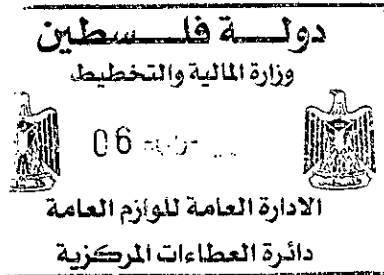 دولة فلسطين
وزارة المالية والتخطيط
06
الادارة العامة للوازم العامة
دائرة العطاءات المركزية